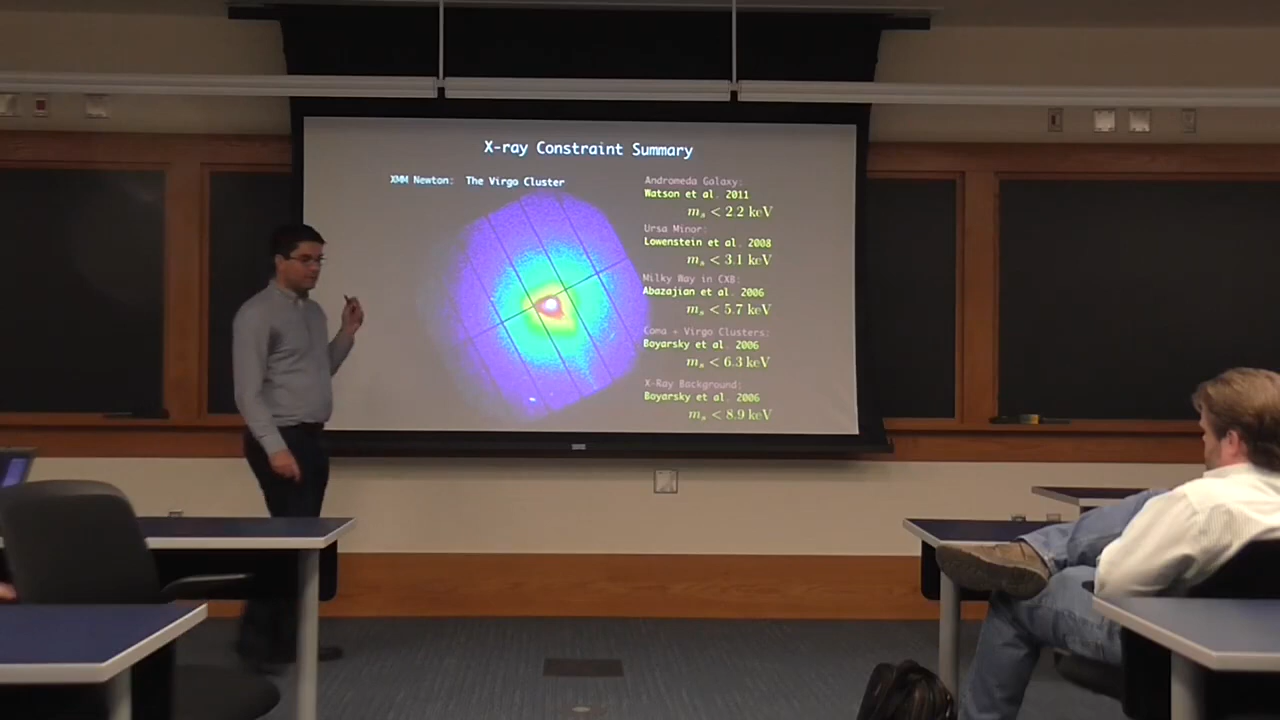 X-ray Constraint Summary
XMM Newton: The Virgo Cluster
Andromeda Galaxy:
Watson et al. 2011
mₛ < 2.2 keV
Ursa Minor:
Lowenstein et al. 2008
mₛ < 3.1 keV
Milky Way in CXB:
Abazajian et al. 2006
mₛ < 5.7 keV
Coma + Virgo Clusters:
Boyarsky et al. 2006
mₛ < 6.3 keV
X-Ray Background:
Boyarsky et al. 2006
mₛ < 8.9 keV